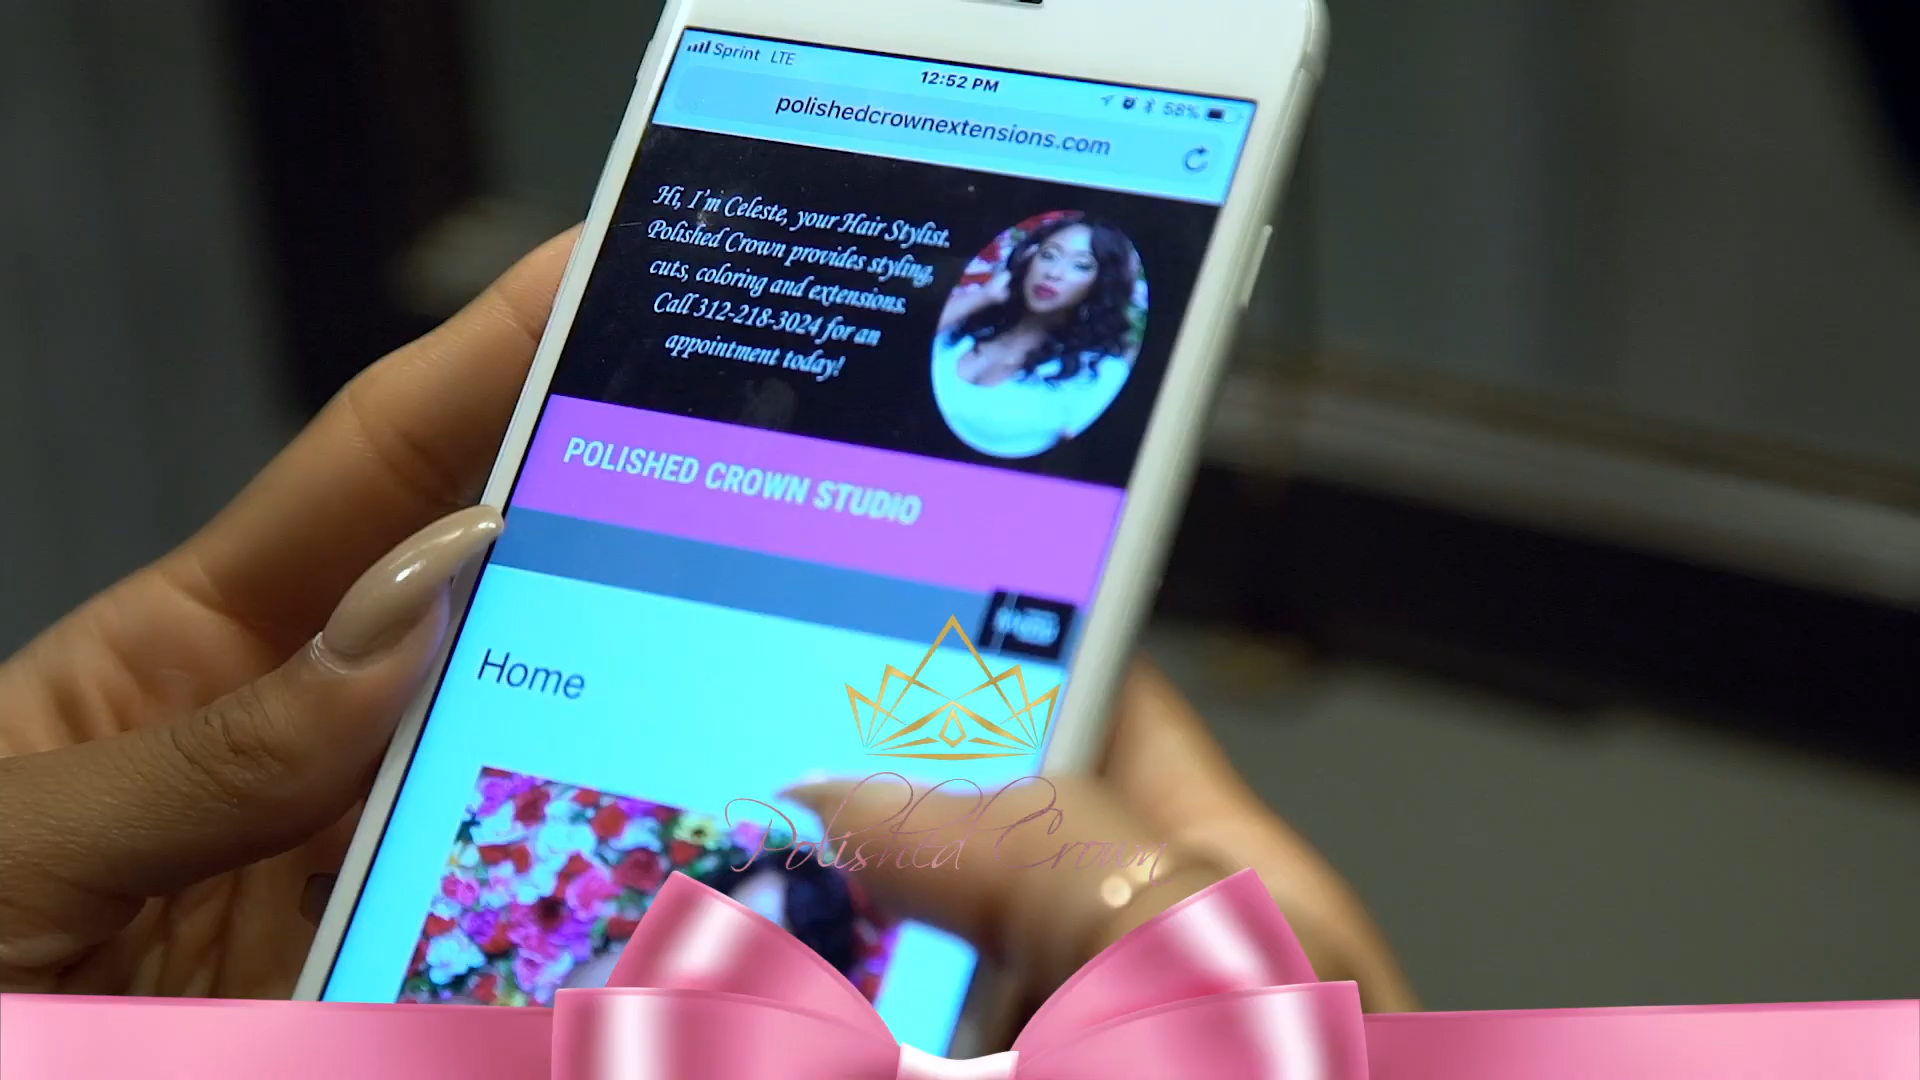 Sprint LTE
12:52 PM
58%
polishedcrownextensions.com
Hi, I'm Celeste, your Hair Stylist.
Polished Crown provides styling,
cuts, coloring and extensions.
Call 312-218-3024 for an
appointment today!
POLISHED CROWN STUDIO
Home
Polished Crown